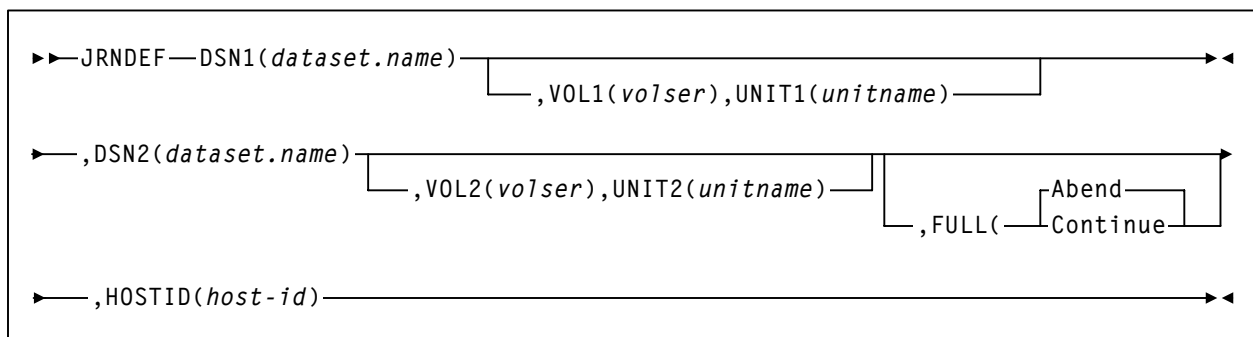 JRNDEF DSN1(dataset.name)
,VOL1(volser),UNIT1(unitname)
,DSN2(dataset.name)
,VOL2(volser),UNIT2(unitname)
Abend
,FULL( Continue
,HOSTID(host-id)